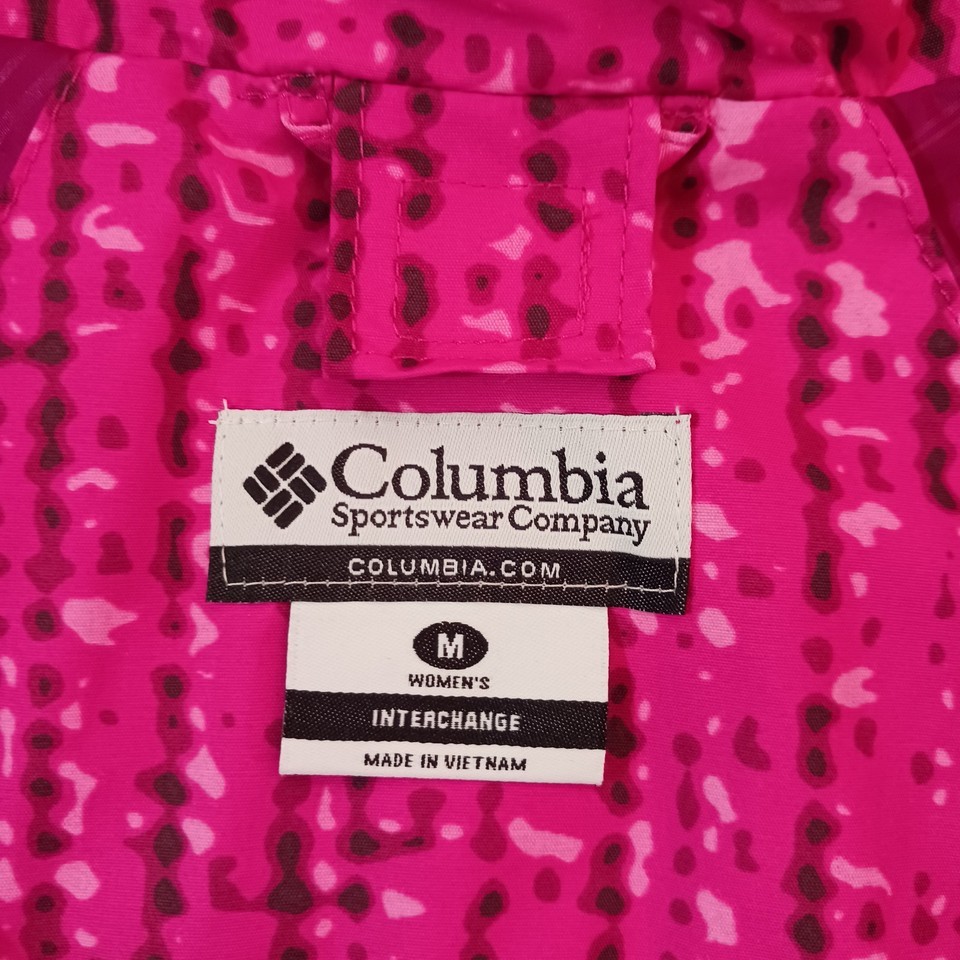 Columbia
Sportswear Company
COLUMBIA.COM
M
WOMEN'S
INTERCHANGE
MADE IN VIETNAM